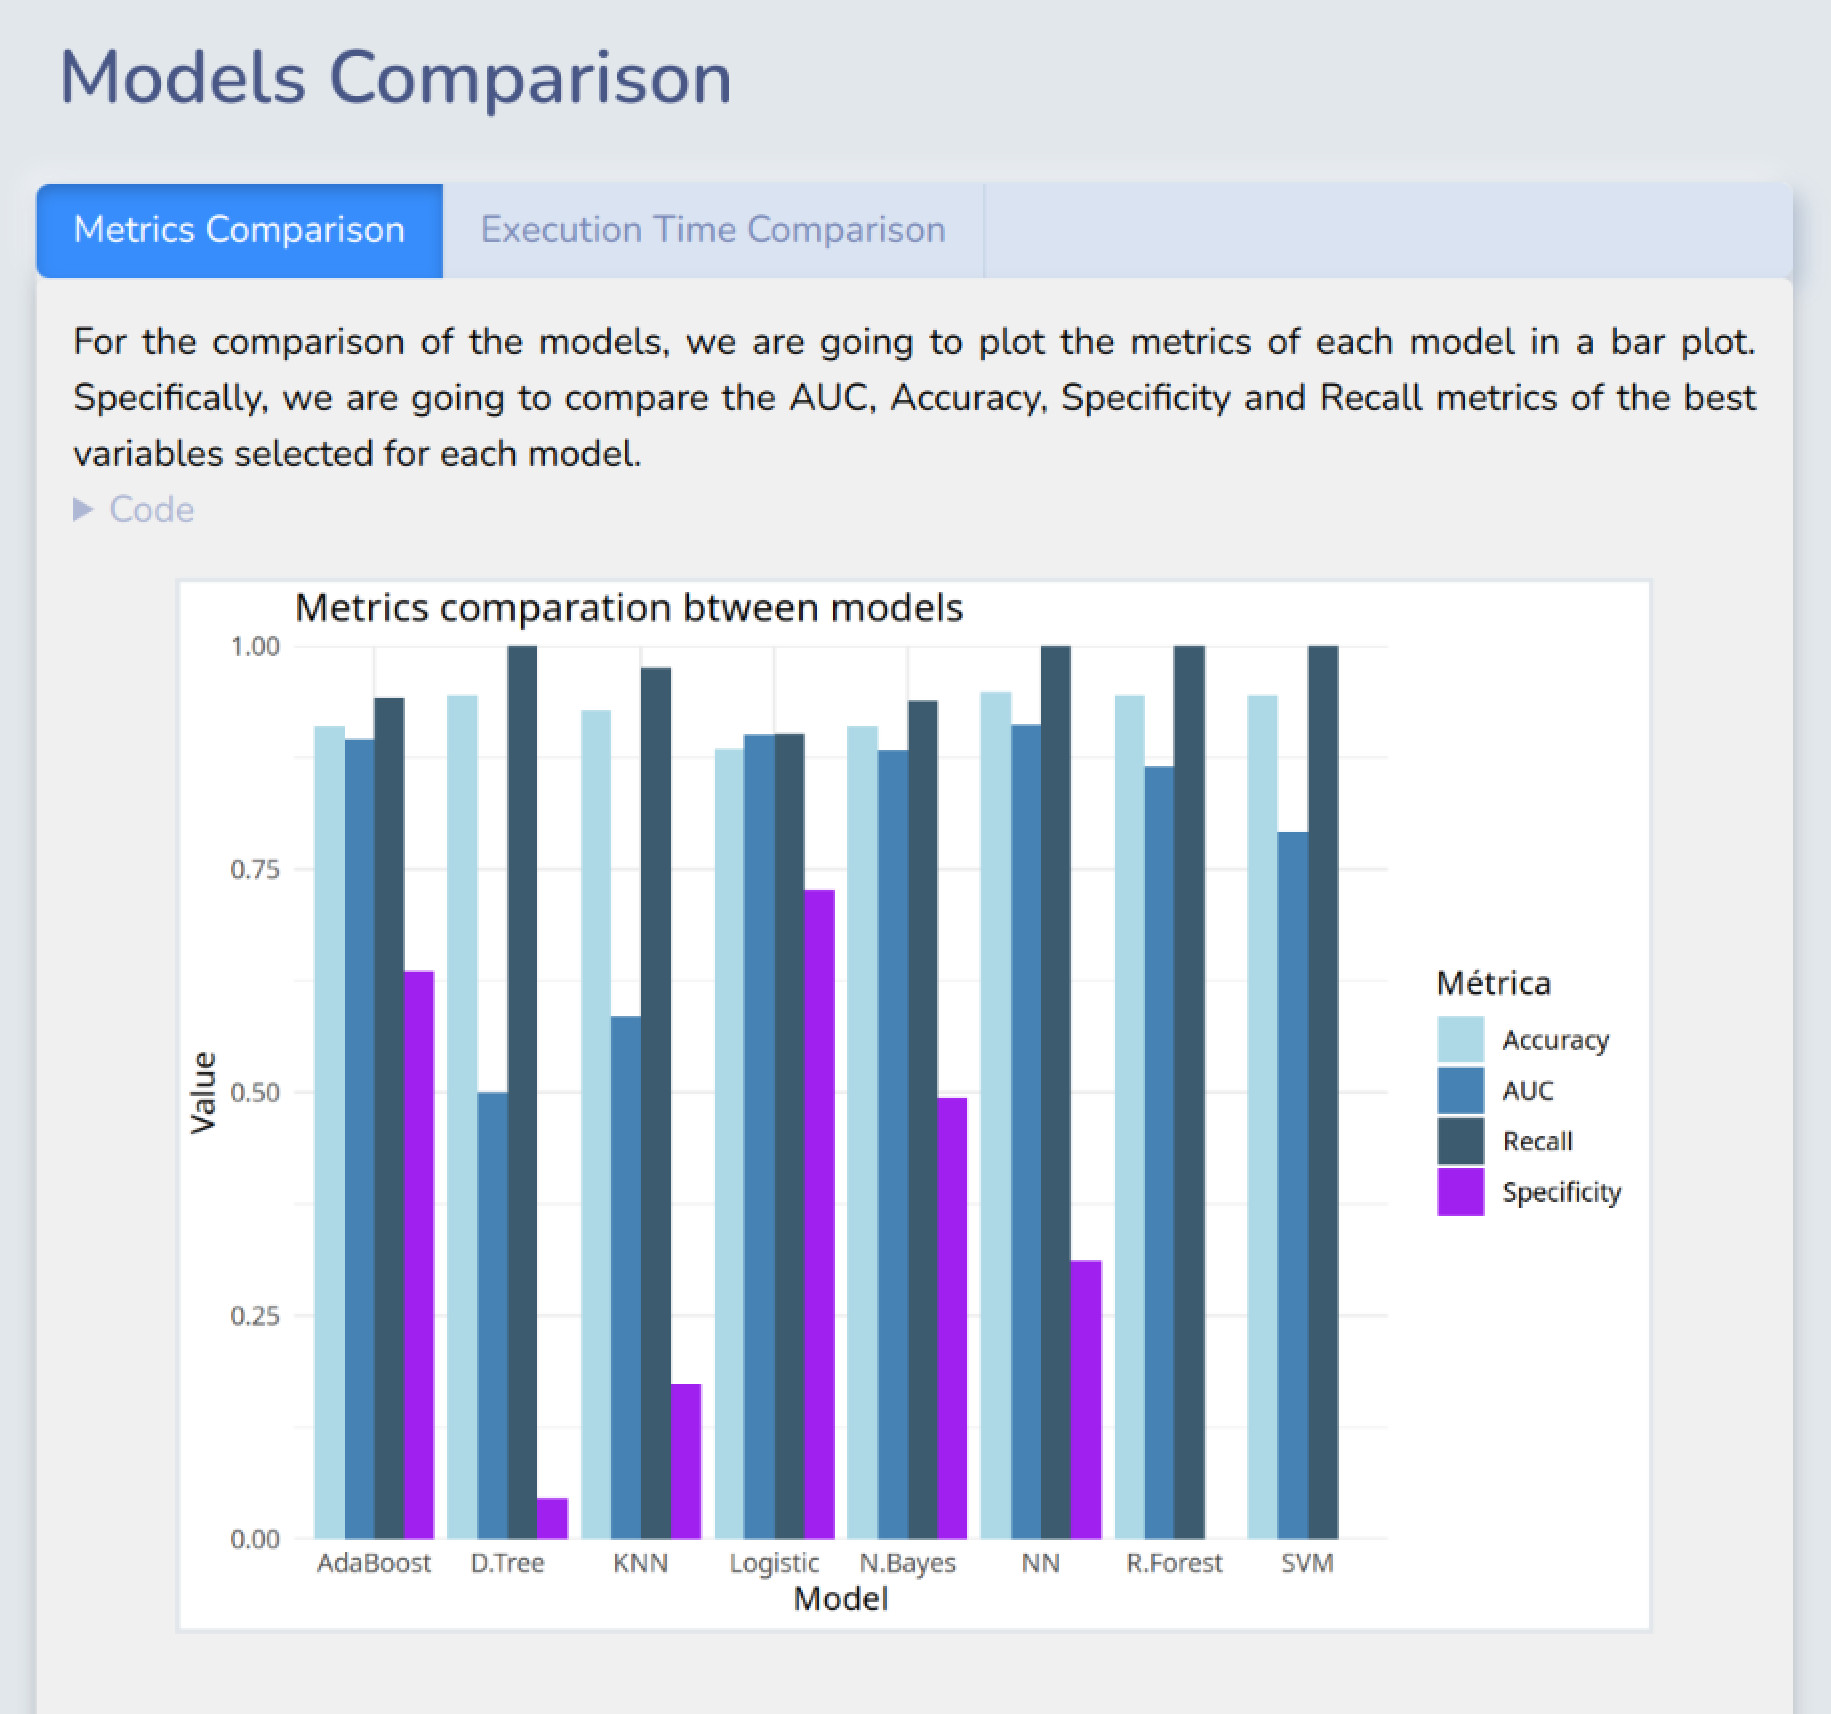 Models Comparison
Metrics Comparison
Execution Time Comparison
For the comparison of the models, we are going to plot the metrics of each model in a bar plot.
Specifically, we are going to compare the AUC, Accuracy, Specificity and Recall metrics of the best
variables selected for each model.
Code
Metrics comparation btween models
1.00
0.75
0.50
0.25
0.00
Value
AdaBoost D.Tree KNN Logistic N.Bayes NN R.Forest SVM
Model
Métrica
Accuracy
AUC
Recall
Specificity